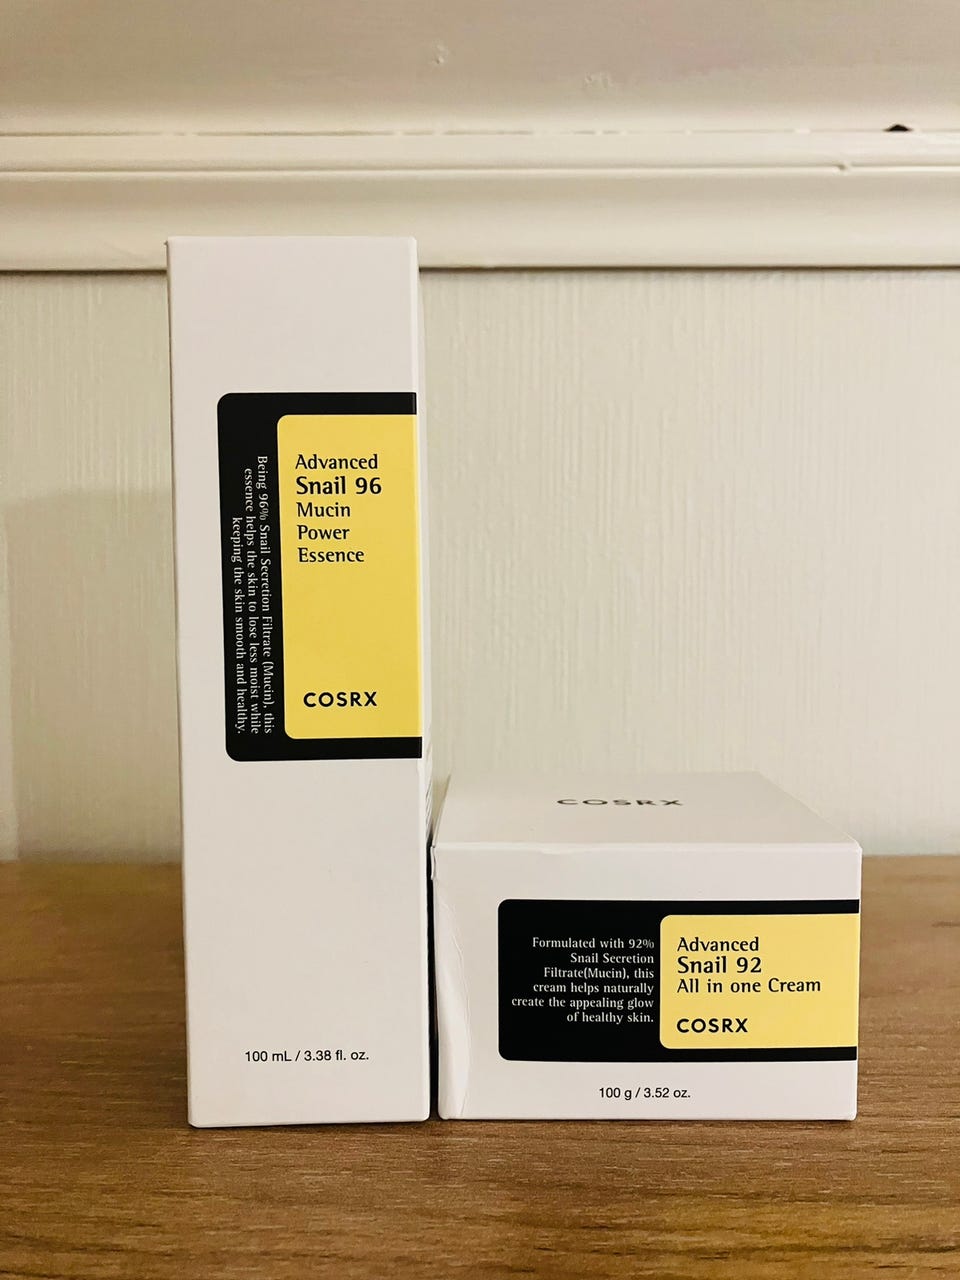 Advanced
Snail 96
Mucin
Power
Essence
COSRX
Being 96% Snail Secretion Filtrate (Mucin), this
essence helps the skin to lose less moist while
keeping the skin smooth and healthy.
100 mL / 3.38 fl. oz.
COSRX
Formulated with 92%
Snail Secretion
Filtrate(Mucin), this
cream helps naturally
create the appealing glow
of healthy skin.
Advanced
Snail 92
All in one Cream
COSRX
100 g / 3.52 oz.